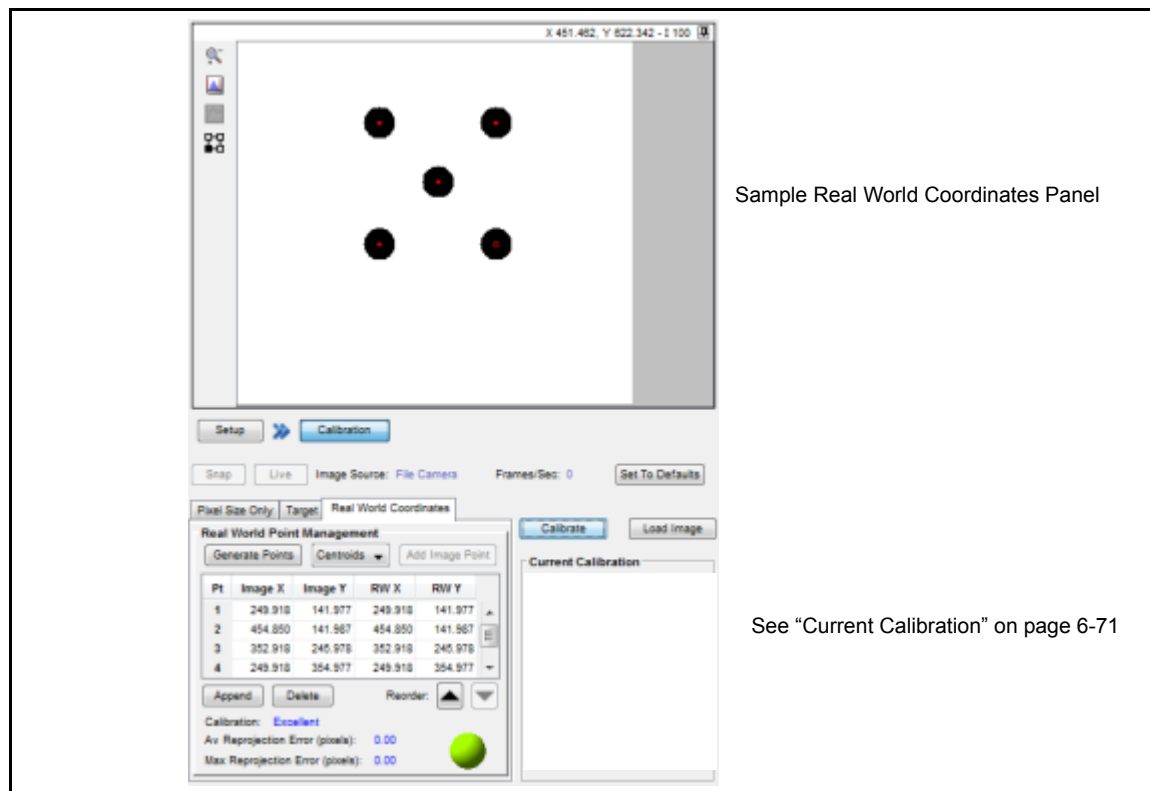 X 451.462, Y 622.342 - I 100
Sample Real World Coordinates Panel
Setup Calibration
Snap Live Image Source: File Camera Frames/Sec: 0 Set To Defaults
Pixel Size Only Target Real World Coordinates
Calibrate Load Image
Real World Point Management
Generate Points Centroids Add Image Point
Current Calibration
Pt Image X Image Y RW X RW Y
1 249.918 141.977 249.918 141.977
2 454.850 141.987 454.850 141.987
3 352.918 245.978 352.918 245.978
4 249.918 354.977 249.918 354.977
See “Current Calibration” on page 6-71
Append Delete Reorder:
Calibration: Excellent
Av Reprojection Error (pixels): 0.00
Max Reprojection Error (pixels): 0.00